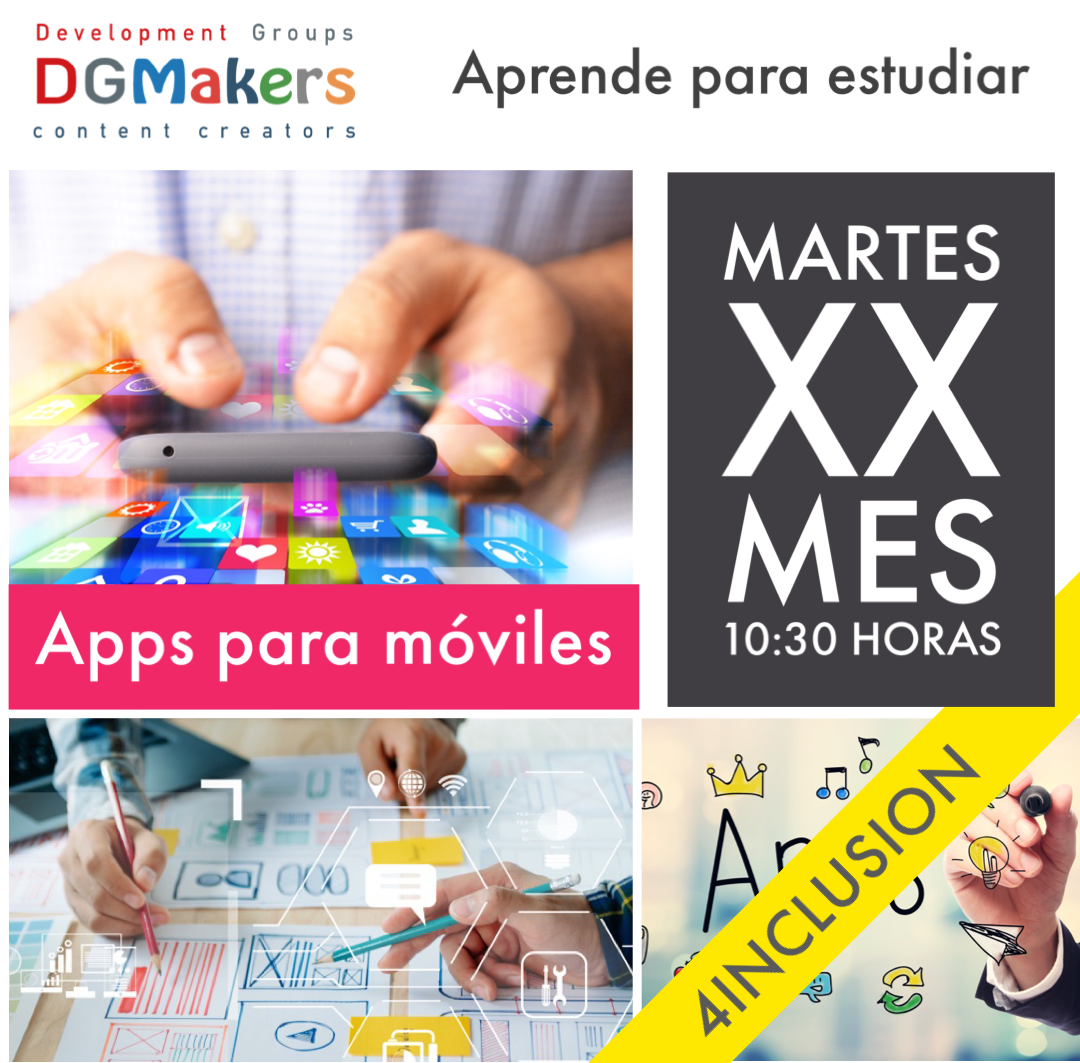 Development Groups
DGMakers
content creators
Aprende para estudiar
MARTES
XX
MES
10:30 HORAS
Apps para móviles
4INCLUSION